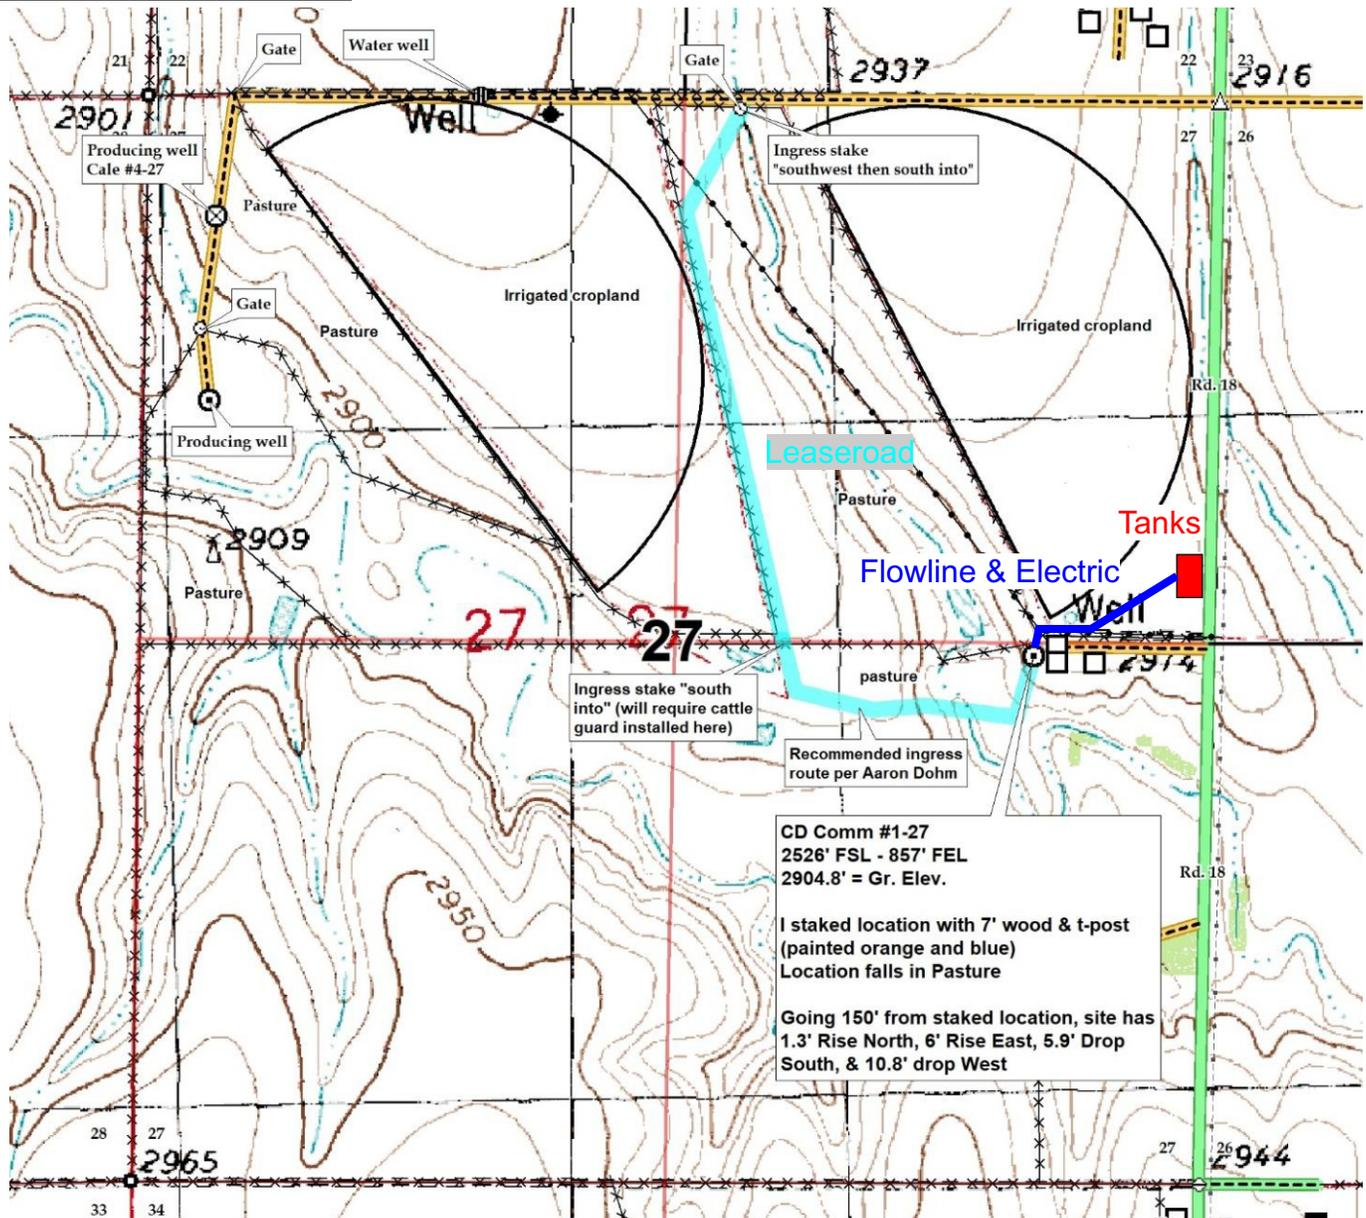 Gate
Water well
Gate
21
22
2937
22
23
2916
2901
28
27
Well
27
26
Producing well
Cale #4-27
Ingress stake
"southwest then south into"
Pasture
Gate
Irrigated cropland
Pasture
Irrigated cropland
Rd. 18
2900
Producing well
Leaseroad
Pasture
Tanks
2909
Flowline & Electric
Pasture
Well
27
27
27
2974
pasture
Ingress stake "south
into" (will require cattle
guard installed here)
Recommended ingress
route per Aaron Dohm
CD Comm #1-27
2526' FSL - 857' FEL
2904.8' = Gr. Elev.
I staked location with 7' wood & t-post
(painted orange and blue)
Location falls in Pasture
Going 150' from staked location, site has
1.3' Rise North, 6' Rise East, 5.9' Drop
South, & 10.8' drop West
Rd. 18
2950
28
27
2965
27
26
2944
33
34